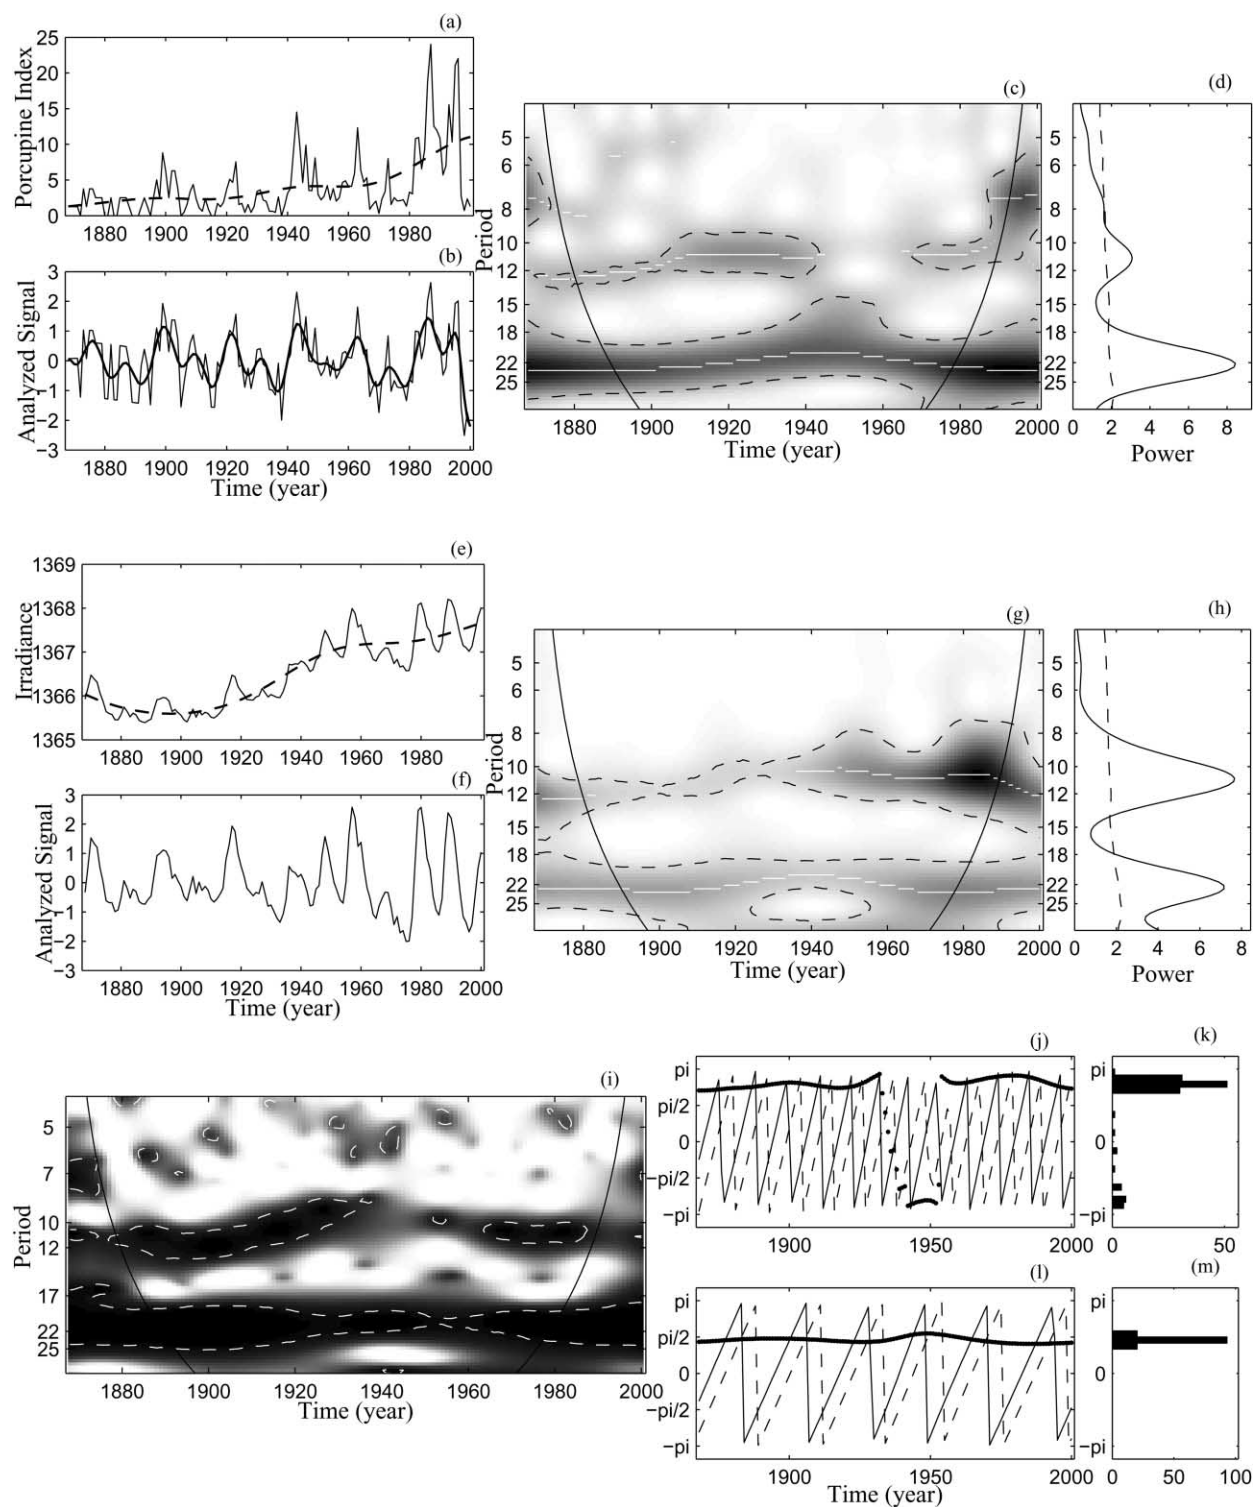 (a)
25
20
15
10
5
0
Porcupine Index
1880 1900 1920 1940 1960 1980
(b)
3
2
1
0
−1
−2
−3
Analyzed Signal
1880 1900 1920 1940 1960 1980 2000
Time (year)
(c)
5
6
8
10
12
15
18
22
25
Period
1880 1900 1920 1940 1960 1980 2000
Time (year)
(d)
5
6
8
10
12
15
18
22
25
0 2 4 6 8
Power
(e)
1369
1368
1367
1366
1365
Irradiance
1880 1900 1920 1940 1960 1980
(f)
3
2
1
0
−1
−2
−3
Analyzed Signal
1880 1900 1920 1940 1960 1980 2000
Time (year)
(g)
5
6
8
10
12
15
18
22
25
Period
1880 1900 1920 1940 1960 1980 2000
Time (year)
(h)
5
6
8
10
12
15
18
22
25
0 2 4 6 8
Power
(i)
5
7
10
12
17
22
25
Period
1880 1900 1920 1940 1960 1980 2000
Time (year)
(j)
pi
pi/2
0
−pi/2
−pi
1900 1950 2000
(k)
pi
pi/2
0
−pi/2
−pi
0 50
(l)
pi
pi/2
0
−pi/2
−pi
1900 1950 2000
Time (year)
(m)
pi
pi/2
0
−pi/2
−pi
0 50 100